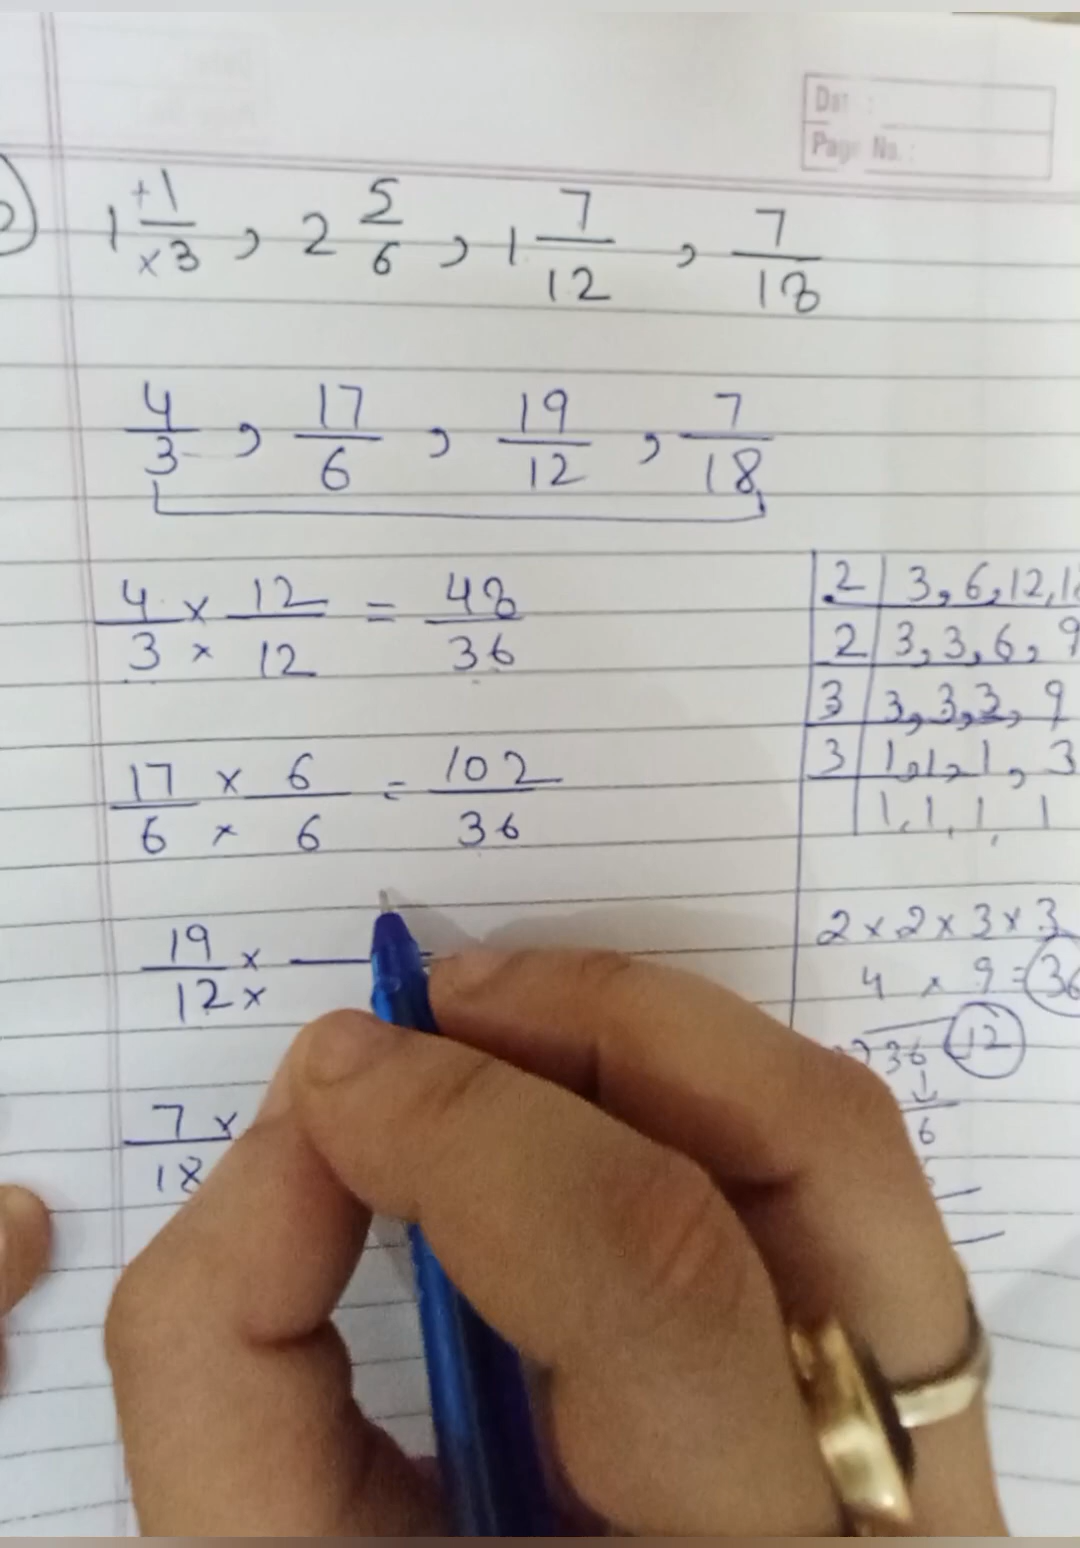 Dat :
Page No. :
1 +1/×3 , 2 5/6 , 1 7/12 , 7/18
4/3 , 17/6 , 19/12 , 7/18
4/3 × 12/× 12 = 48/36
17/6 × 6/× 6 = 102/36
19/12 × /×
7/18 ×
2 | 3, 6, 12, 1
2 | 3, 3, 6, 9
3 | 3, 3, 3, 9
3 | 1, 1, 1, 3
1, 1, 1, 1
2 × 2 × 3 × 3
4 × 9 = 36
36 12
6